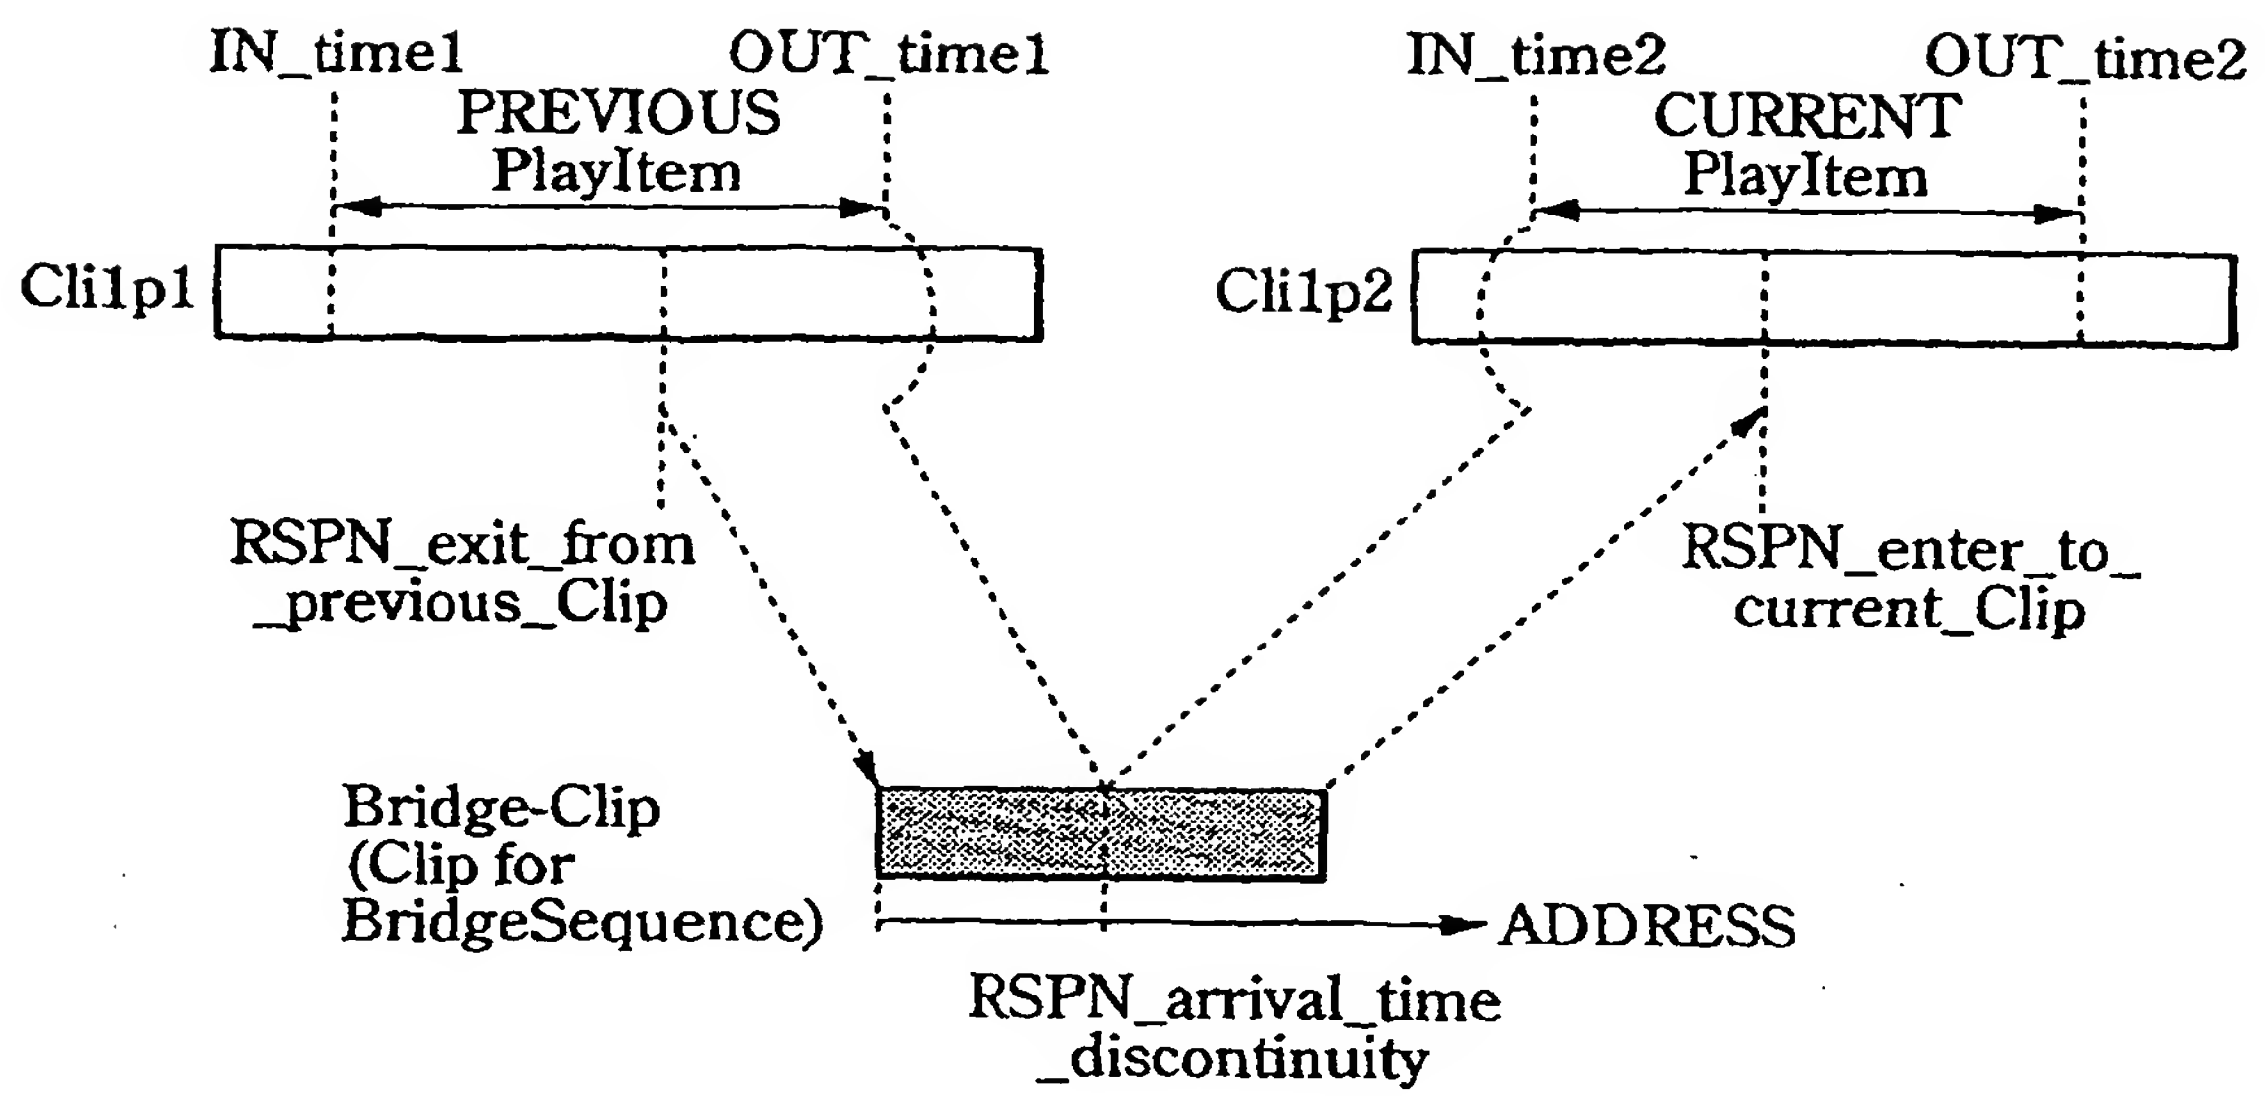 IN_time1
OUT_time1
PREVIOUS
PlayItem
Cli1p1
RSPN_exit_from
_previous_Clip
IN_time2
OUT_time2
CURRENT
PlayItem
Cli1p2
RSPN_enter_to_
current_Clip
Bridge-Clip
(Clip for
BridgeSequence)
ADDRESS
RSPN_arrival_time
_discontinuity